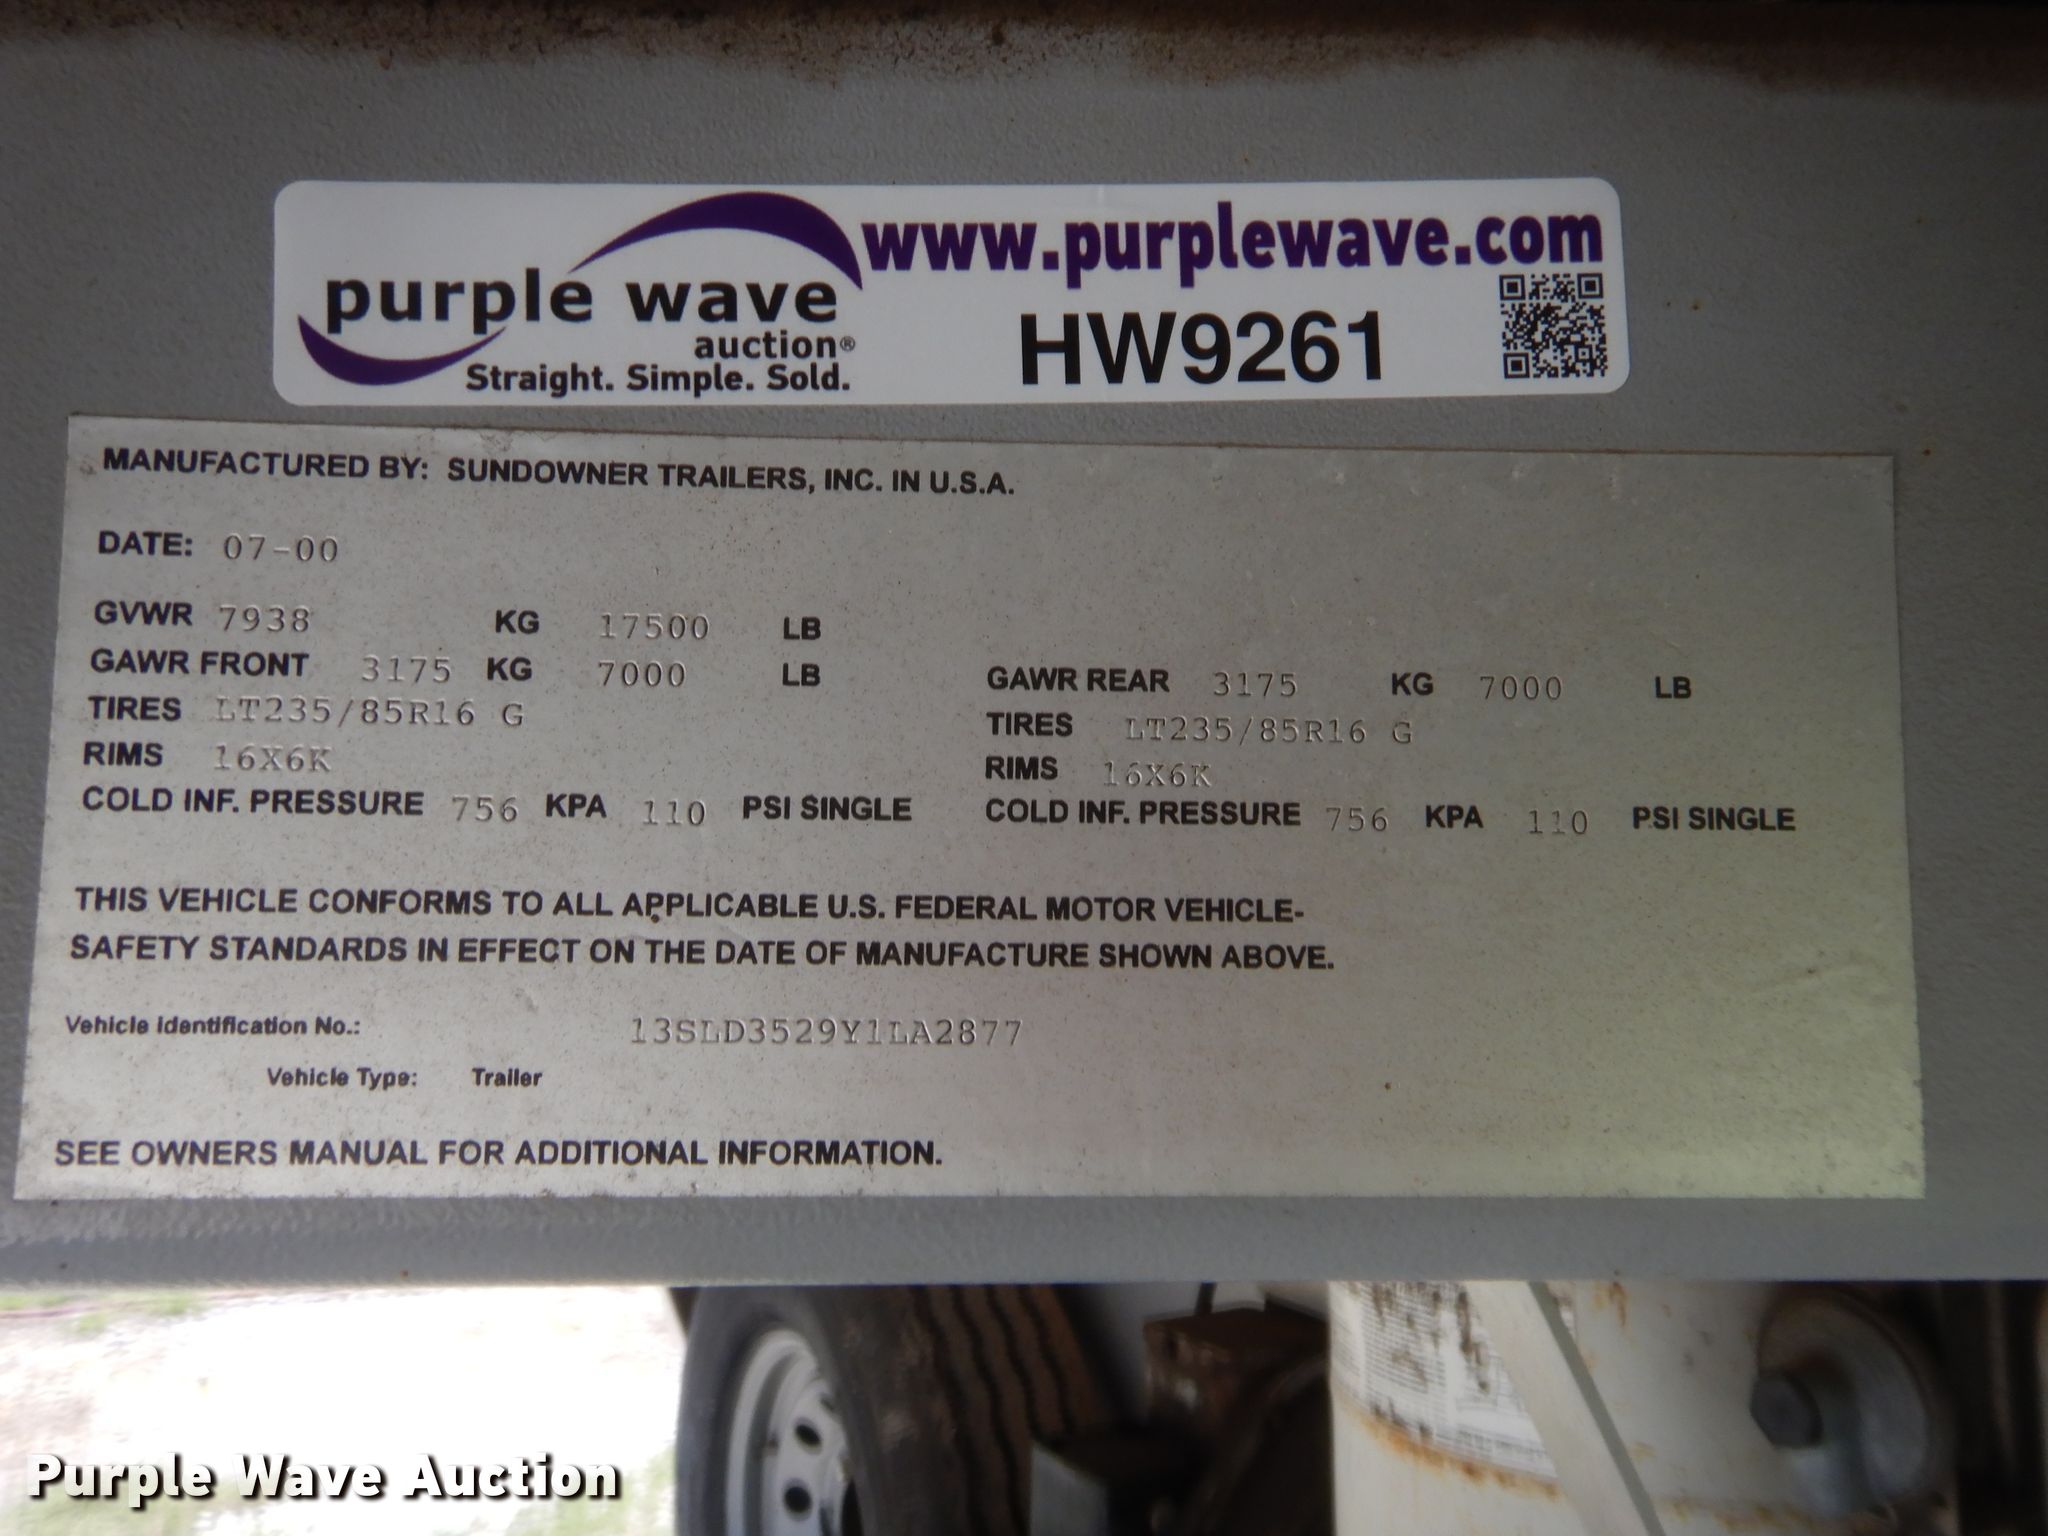 www.purplewave.com
purple wave
auction®
Straight. Simple. Sold.
HW9261
MANUFACTURED BY: SUNDOWNER TRAILERS, INC. IN U.S.A.
DATE: 07-00
GVWR 7938 KG 17500 LB
GAWR FRONT 3175 KG 7000 LB GAWR REAR 3175 KG 7000 LB
TIRES LT235/85R16 G TIRES LT235/85R16 G
RIMS 16X6K RIMS 16X6K
COLD INF. PRESSURE 756 KPA 110 PSI SINGLE COLD INF. PRESSURE 756 KPA 110 PSI SINGLE
THIS VEHICLE CONFORMS TO ALL APPLICABLE U.S. FEDERAL MOTOR VEHICLE-
SAFETY STANDARDS IN EFFECT ON THE DATE OF MANUFACTURE SHOWN ABOVE.
Vehicle Identification No.: 13SLD3529Y1LA2877
Vehicle Type: Trailer
SEE OWNERS MANUAL FOR ADDITIONAL INFORMATION.
Purple Wave Auction